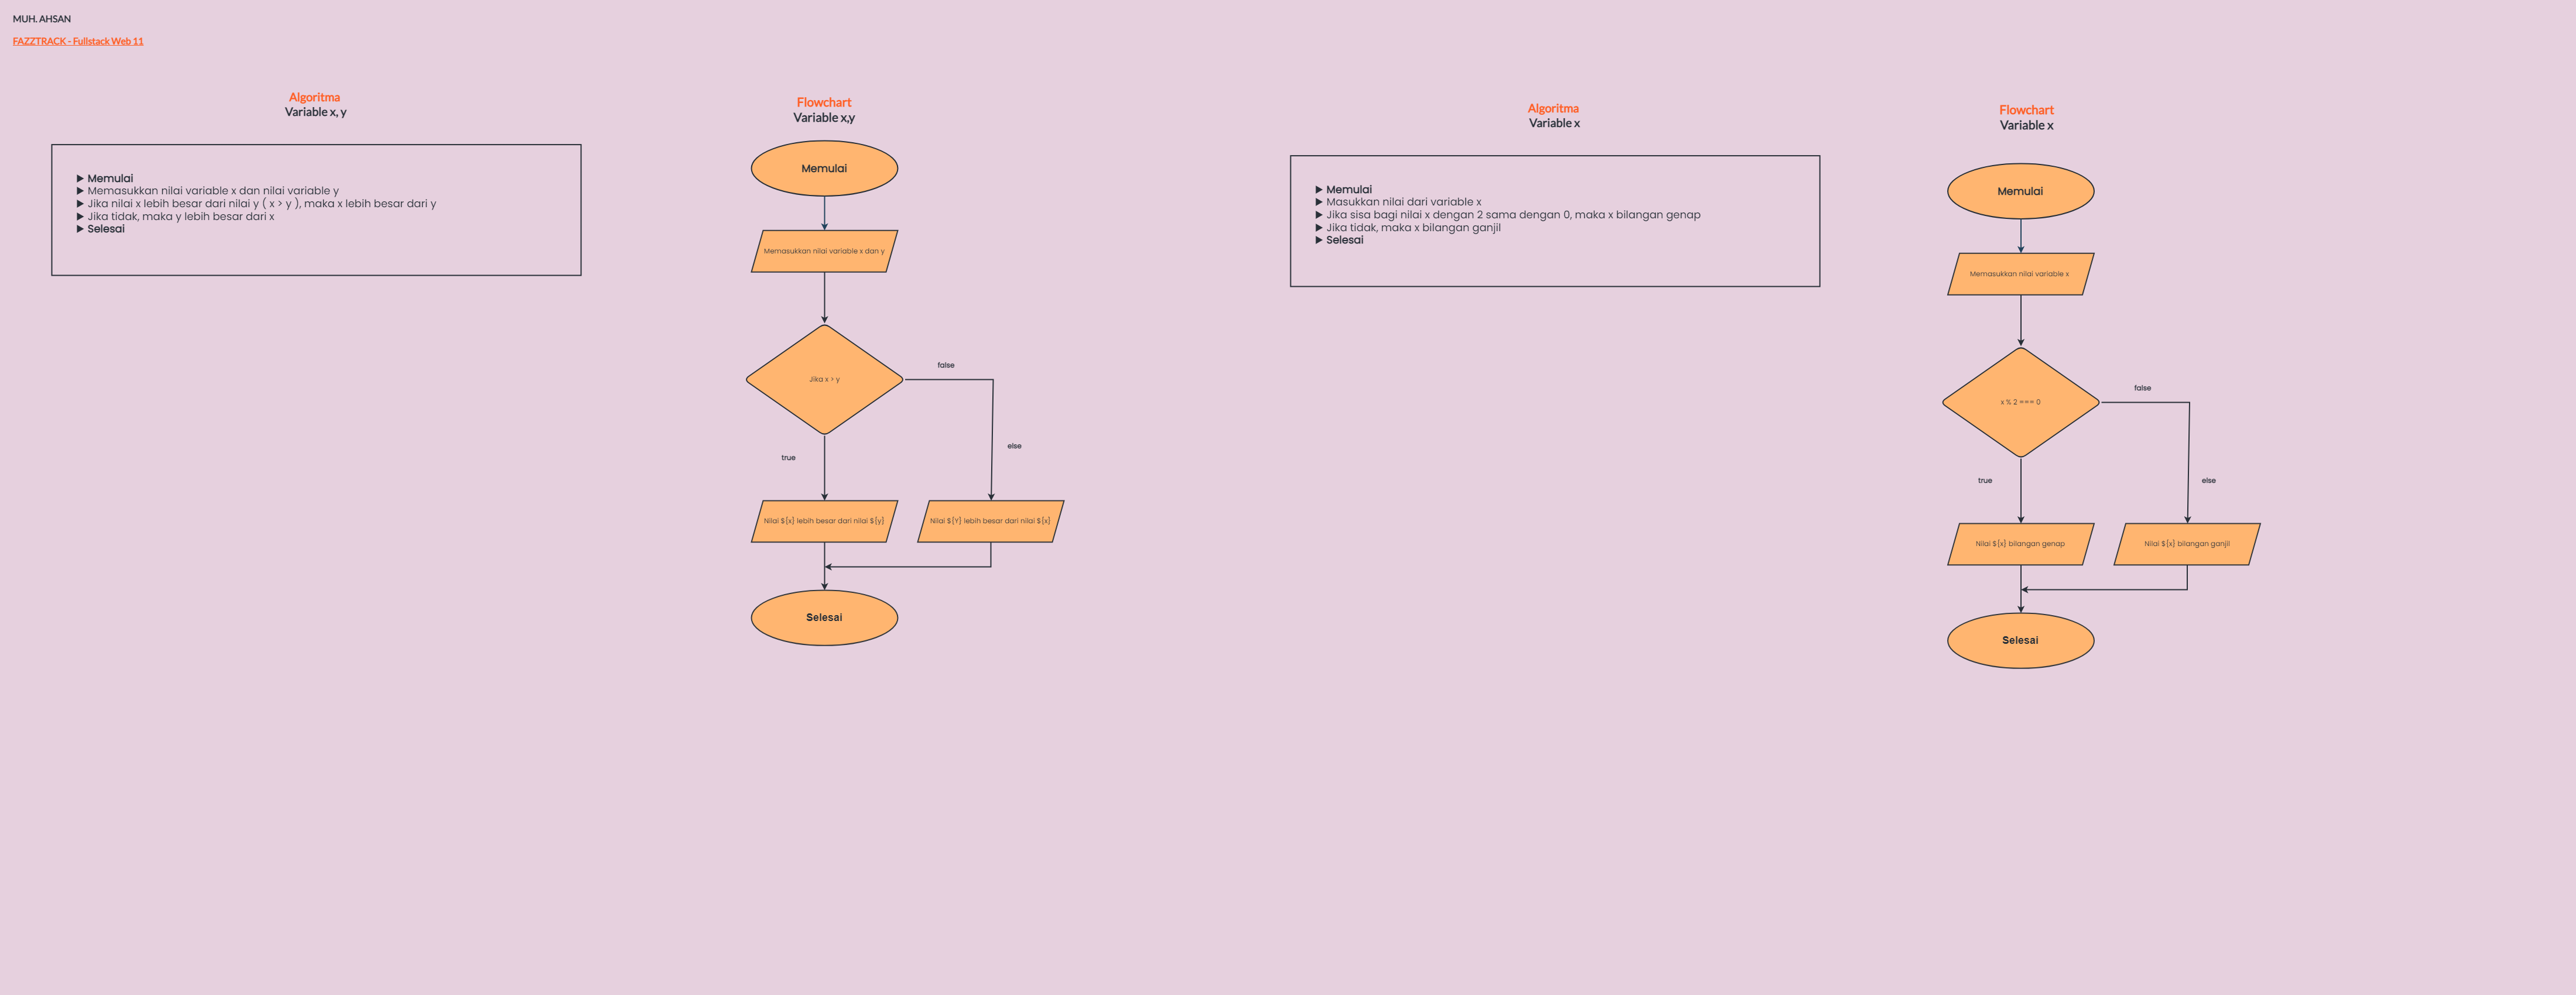 MUH. AHSAN
FAZZTRACK - Fullstack Web 11
Algoritma
Variable x, y
▶ Memulai
▶ Memasukkan nilai variable x dan nilai variable y
▶ Jika nilai x lebih besar dari nilai y ( x > y ), maka x lebih besar dari y
▶ Jika tidak, maka y lebih besar dari x
▶ Selesai
Flowchart
Variable x,y
Memulai
Memasukkan nilai variable x dan y
Jika x > y
false
else
true
Nilai ${x} lebih besar dari nilai ${y}
Nilai ${Y} lebih besar dari nilai ${x}
Selesai
Algoritma
Variable x
▶ Memulai
▶ Masukkan nilai dari variable x
▶ Jika sisa bagi nilai x dengan 2 sama dengan 0, maka x bilangan genap
▶ Jika tidak, maka x bilangan ganjil
▶ Selesai
Flowchart
Variable x
Memulai
Memasukkan nilai variable x
x % 2 === 0
false
true
else
Nilai ${x} bilangan genap
Nilai ${x} bilangan ganjil
Selesai